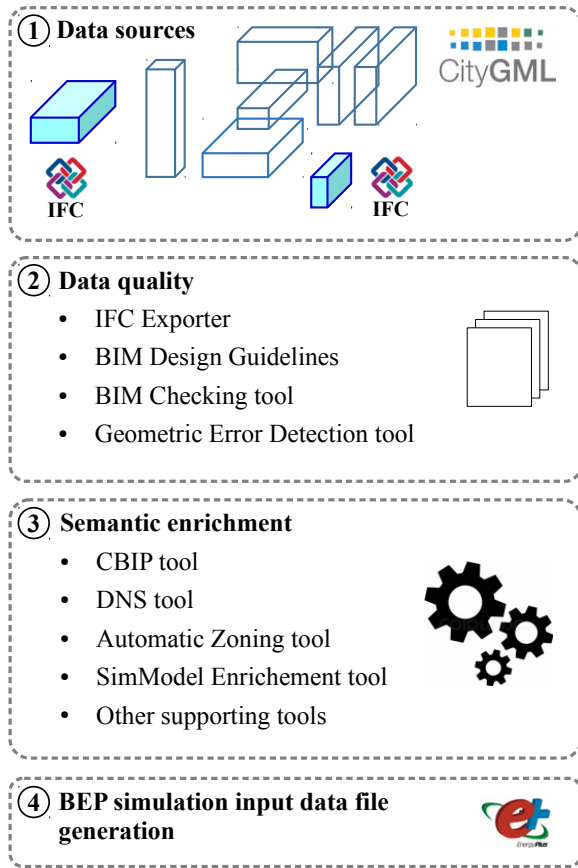 1 Data sources
CityGML
IFC
IFC
2 Data quality
• IFC Exporter
• BIM Design Guidelines
• BIM Checking tool
• Geometric Error Detection tool
3 Semantic enrichment
• CBIP tool
• DNS tool
• Automatic Zoning tool
• SimModel Enrichement tool
• Other supporting tools
4 BEP simulation input data file
generation
e+
EnergyPlus